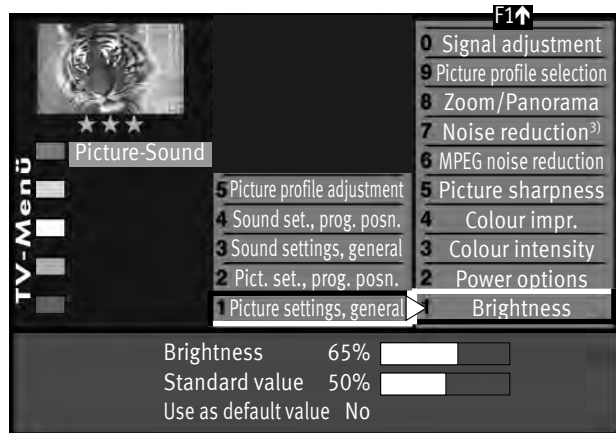 F1↑
TV-Menü
Picture-Sound
5 Picture profile adjustment
4 Sound set., prog. posn.
3 Sound settings, general
2 Pict. set., prog. posn.
1 Picture settings, general
0 Signal adjustment
9 Picture profile selection
8 Zoom/Panorama
7 Noise reduction3)
6 MPEG noise reduction
5 Picture sharpness
4 Colour impr.
3 Colour intensity
2 Power options
1 Brightness
Brightness 65%
Standard value 50%
Use as default value No